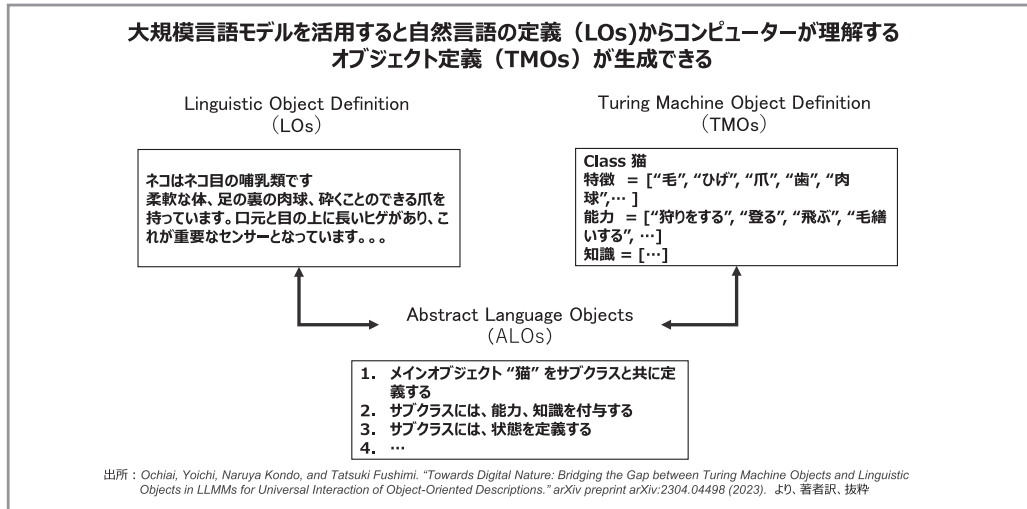 大規模言語モデルを活用すると自然言語の定義（LOs)からコンピューターが理解する
オブジェクト定義（TMOs）が生成できる
Linguistic Object Definition
（LOs）
Turing Machine Object Definition
（TMOs）
ネコはネコ目の哺乳類です
柔軟な体、足の裏の肉球、砕くことのできる爪を
持っています。口元と目の上に長いヒゲがあり、こ
れが重要なセンサーとなっています。。。
Class 猫
特徴 = [“毛”, “ひげ”, “爪”, “歯”, “肉
球”,… ]
能力 = [“狩りをする”, “登る”, “飛ぶ”, “毛繕
いする”, …]
知識 = […]
Abstract Language Objects
（ALOs）
1. メインオブジェクト “猫” をサブクラスと共に定
義する
2. サブクラスには、能力、知識を付与する
3. サブクラスには、状態を定義する
4. …
出所：Ochiai, Yoichi, Naruya Kondo, and Tatsuki Fushimi. “Towards Digital Nature: Bridging the Gap between Turing Machine Objects and Linguistic
Objects in LLMMs for Universal Interaction of Object-Oriented Descriptions.” arXiv preprint arXiv:2304.04498 (2023). より、著者訳、抜粋